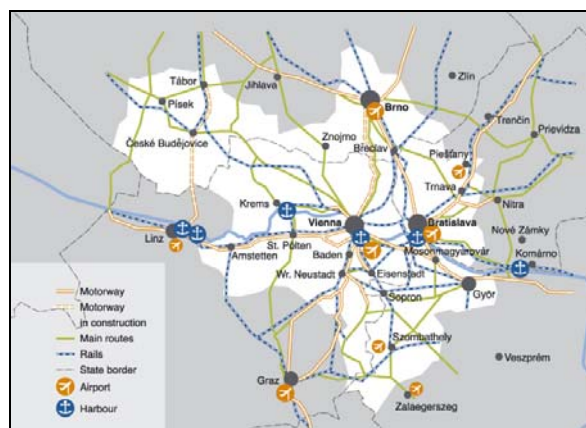 Tábor
Jihlava
Zlín
Písek
Brno
Trenčín
Prievidza
Znojmo
České Budějovice
Břeclav
Piešťany
Trnava
Krems
Nitra
Vienna
Bratislava
Linz
St. Pölten
Nové Zámky
Amstetten
Baden
Mosonmagyaróvár
Komárno
Wr. Neustadt
Eisenstadt
Sopron
Győr
Motorway
Motorway
in construction
Main routes
Rails
State border
Airport
Harbour
Szombathely
Veszprém
Graz
Zalaegerszeg